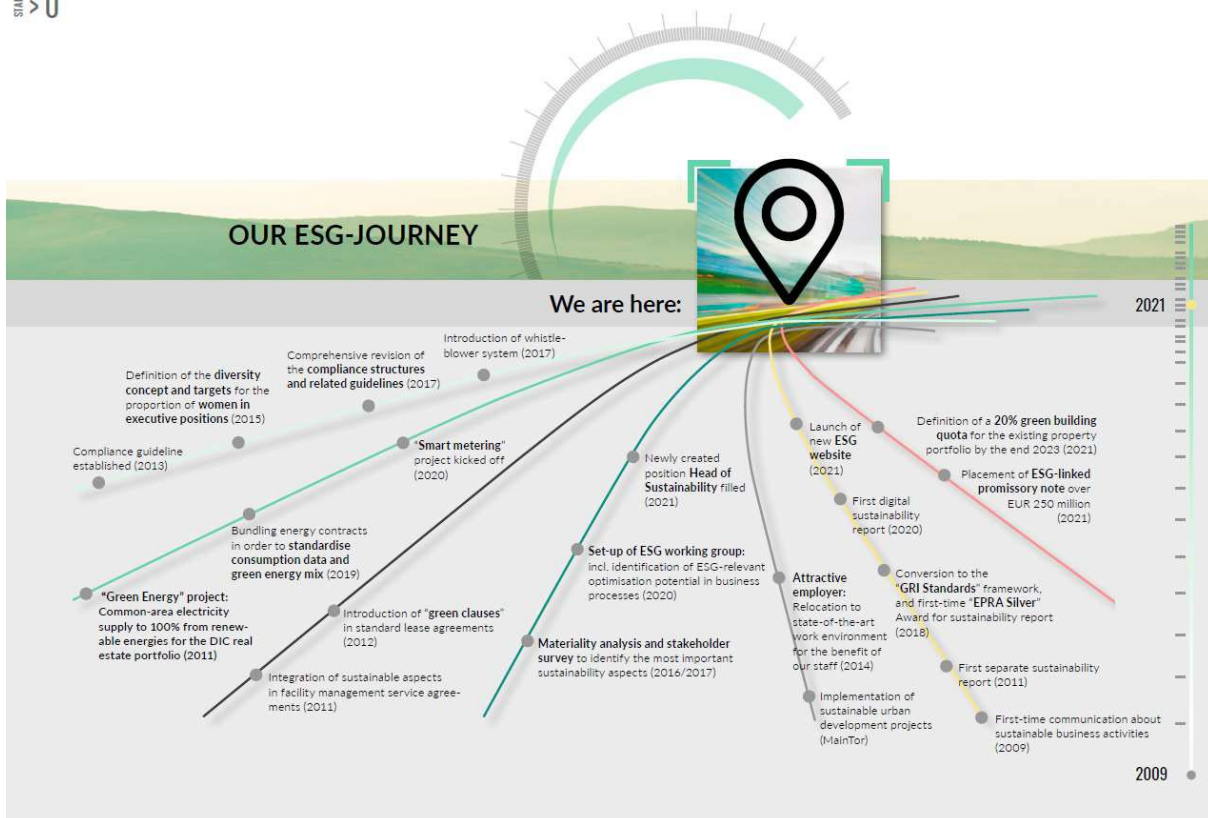 OUR ESG-JOURNEY
We are here:
2021
Introduction of whistle-
blower system (2017)
Comprehensive revision of
the compliance structures
and related guidelines (2017)
Definition of the diversity
concept and targets for the
proportion of women in
executive positions (2015)
Compliance guideline
established (2013)
"Smart metering"
project kicked off
(2020)
Bundling energy contracts
in order to standardise
consumption data and
green energy mix (2019)
"Green Energy" project:
Common-area electricity
supply to 100% from renew-
able energies for the DIC real
estate portfolio (2011)
Introduction of "green clauses"
in standard lease agreements
(2012)
Integration of sustainable aspects
in facility management service agree-
ments (2011)
Newly created
position Head of
Sustainability filled
(2021)
Set-up of ESG working group:
incl. identification of ESG-relevant
optimisation potential in business
processes (2020)
Materiality analysis and stakeholder
survey to identify the most important
sustainability aspects (2016/2017)
Attractive
employer:
Relocation to
state-of-the-art
work environment
for the benefit of
our staff (2014)
Implementation of
sustainable urban
development projects
(MainTor)
Launch of
new ESG
website
(2021)
First digital
sustainability
report (2020)
Conversion to the
"GRI Standards" framework,
and first-time "EPRA Silver"
Award for sustainability report
(2018)
First separate sustainability
report (2011)
First-time communication about
sustainable business activities
(2009)
Definition of a 20% green building
quota for the existing property
portfolio by the end 2023 (2021)
Placement of ESG-linked
promissory note over
EUR 250 million
(2021)
2009